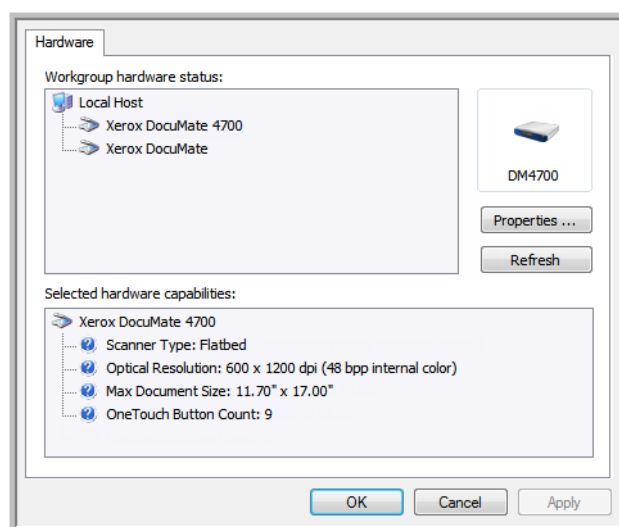 Hardware
Workgroup hardware status:
Local Host
Xerox DocuMate 4700
Xerox DocuMate
DM4700
Properties ...
Refresh
Selected hardware capabilities:
Xerox DocuMate 4700
Scanner Type: Flatbed
Optical Resolution: 600 x 1200 dpi (48 bpp internal color)
Max Document Size: 11.70" x 17.00"
OneTouch Button Count: 9
OK
Cancel
Apply